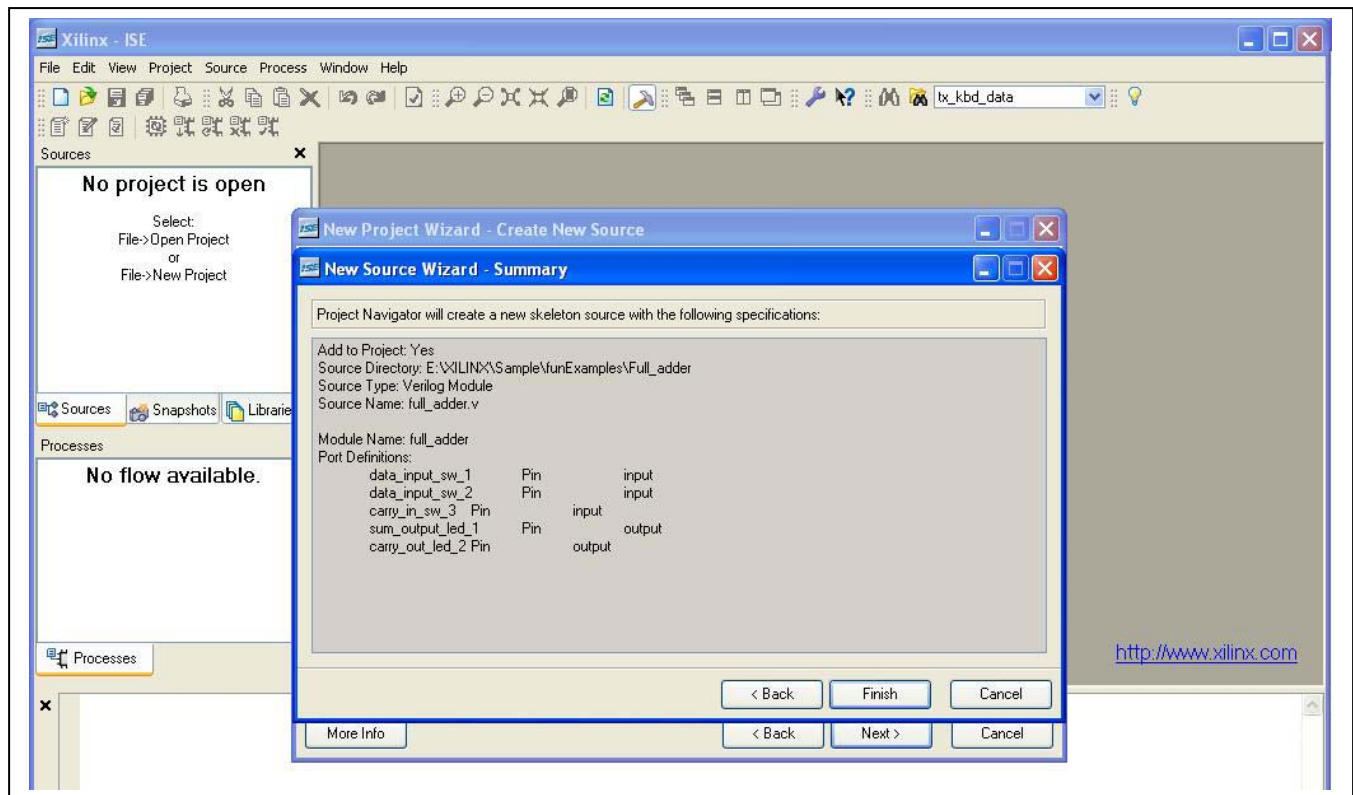 Xilinx - ISE
File Edit View Project Source Process Window Help
tx_kbd_data
Sources
No project is open
Select:
File->Open Project
or
File->New Project
Sources Snapshots Librarie
Processes
No flow available.
Processes
New Project Wizard - Create New Source
New Source Wizard - Summary
Project Navigator will create a new skeleton source with the following specifications:
Add to Project: Yes
Source Directory: E:\XILINX\Sample\funExamples\Full_adder
Source Type: Verilog Module
Source Name: full_adder.v
Module Name: full_adder
Port Definitions:
data_input_sw_1 Pin input
data_input_sw_2 Pin input
carry_in_sw_3 Pin input
sum_output_led_1 Pin output
carry_out_led_2 Pin output
< Back Finish Cancel
More Info < Back Next > Cancel
http://www.xilinx.com